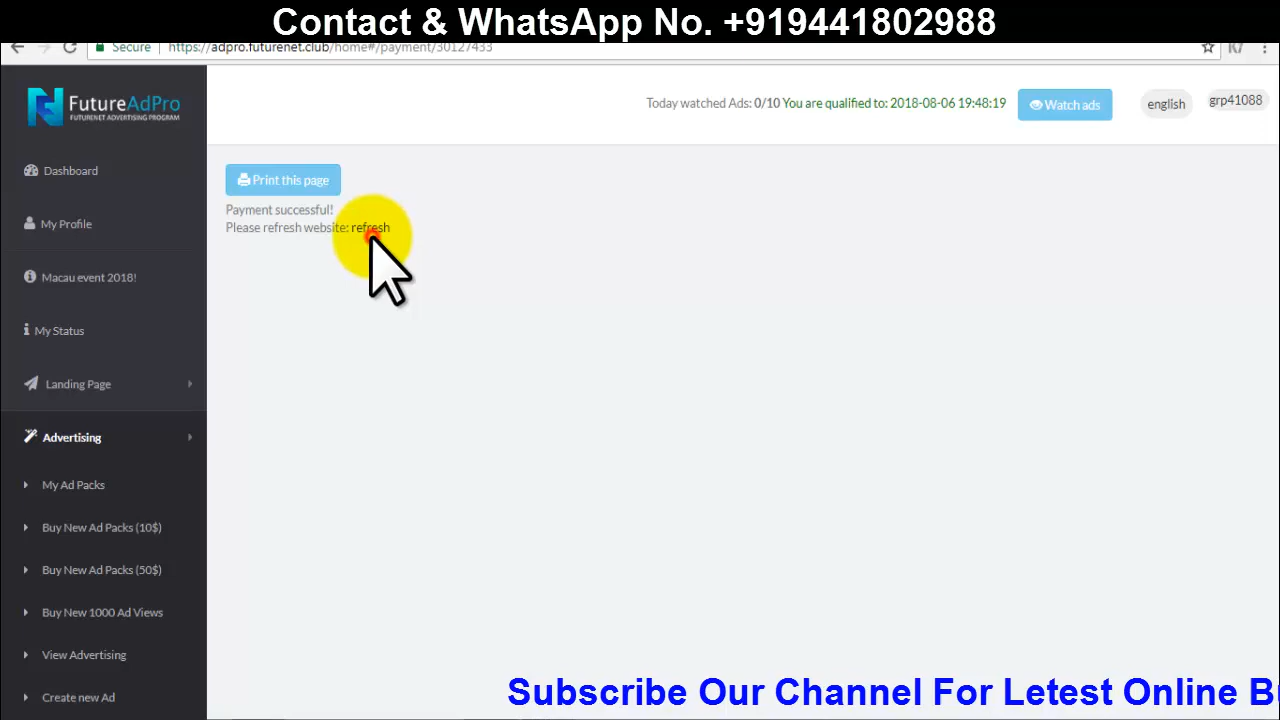 Contact & WhatsApp No. +919441802988
Secure https://adpro.futurenet.club/home#/payment/30127433
FutureAdPro
FUTURENET ADVERTISING PROGRAM
Today watched Ads: 0/10 You are qualified to: 2018-08-06 19:48:19
Watch ads
english
grp41088
Dashboard
My Profile
Macau event 2018!
My Status
Landing Page
Advertising
My Ad Packs
Buy New Ad Packs (10$)
Buy New Ad Packs (50$)
Buy New 1000 Ad Views
View Advertising
Create new Ad
Print this page
Payment successful!
Please refresh website: refresh
Subscribe Our Channel For Letest Online B